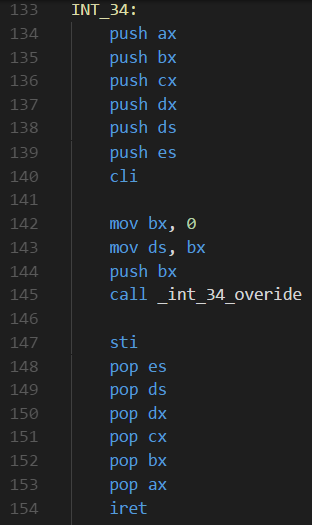 133 INT_34:
134 push ax
135 push bx
136 push cx
137 push dx
138 push ds
139 push es
140 cli
141
142 mov bx, 0
143 mov ds, bx
144 push bx
145 call _int_34_overide
146
147 sti
148 pop es
149 pop ds
150 pop dx
151 pop cx
152 pop bx
153 pop ax
154 iret